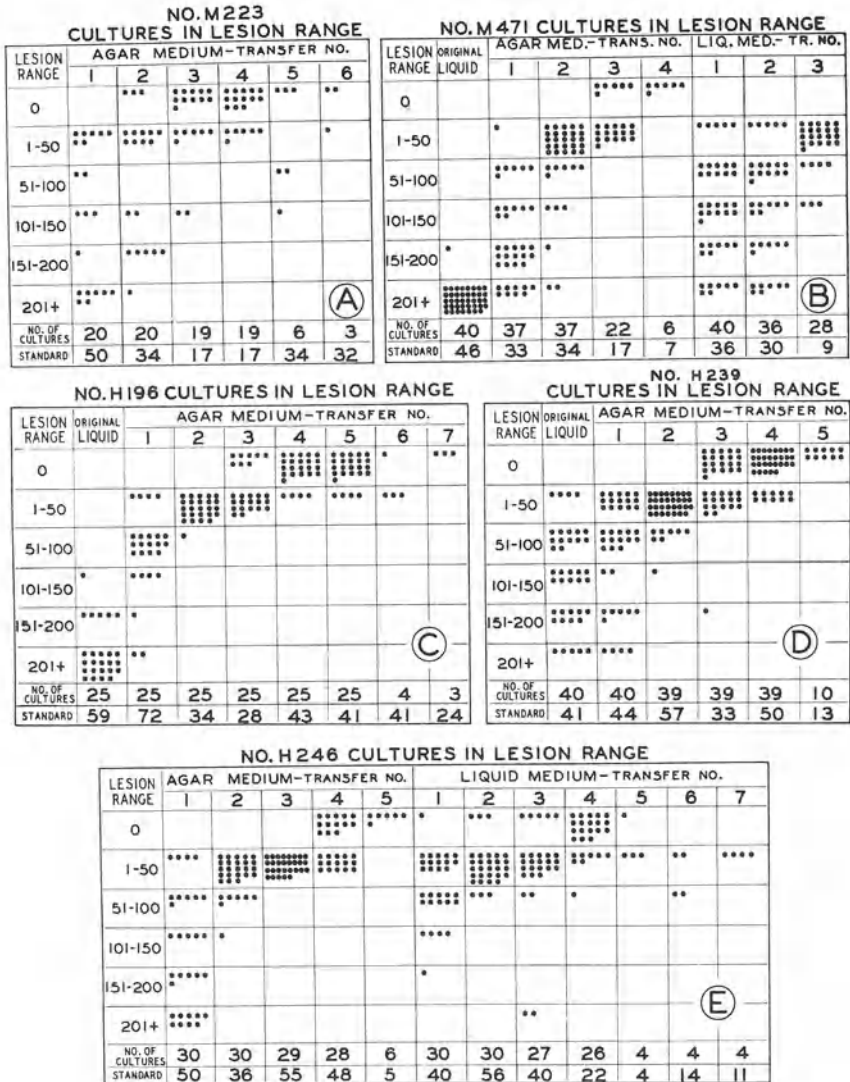 NO. M223
CULTURES IN LESION RANGE
LESION RANGE AGAR MEDIUM-TRANSFER NO.
1 2 3 4 5 6
0
1-50
51-100
101-150
151-200
201+
A
NO. OF CULTURES 20 20 19 19 6 3
STANDARD 50 34 17 17 34 32
NO. M471 CULTURES IN LESION RANGE
LESION RANGE ORIGINAL LIQUID AGAR MED.-TRANS. NO. LIQ. MED.-TR. NO.
1 2 3 4 1 2 3
0
1-50
51-100
101-150
151-200
201+
B
NO. OF CULTURES 40 37 37 22 6 40 36 28
STANDARD 46 33 34 17 7 36 30 9
NO. H196 CULTURES IN LESION RANGE
LESION RANGE ORIGINAL LIQUID AGAR MEDIUM-TRANSFER NO.
1 2 3 4 5 6 7
0
1-50
51-100
101-150
151-200
201+
C
NO. OF CULTURES 25 25 25 25 25 25 4 3
STANDARD 59 72 34 28 43 41 41 24
NO. H239
CULTURES IN LESION RANGE
LESION RANGE ORIGINAL LIQUID AGAR MEDIUM-TRANSFER NO.
1 2 3 4 5
0
1-50
51-100
101-150
151-200
201+
D
NO. OF CULTURES 40 40 39 39 39 10
STANDARD 41 44 57 33 50 13
NO. H246 CULTURES IN LESION RANGE
LESION RANGE AGAR MEDIUM-TRANSFER NO. LIQUID MEDIUM-TRANSFER NO.
1 2 3 4 5 1 2 3 4 5 6 7
0
1-50
51-100
101-150
151-200
201+
E
NO. OF CULTURES 30 30 29 28 6 30 30 27 26 4 4 4
STANDARD 50 36 55 48 5 40 56 40 22 4 14 11